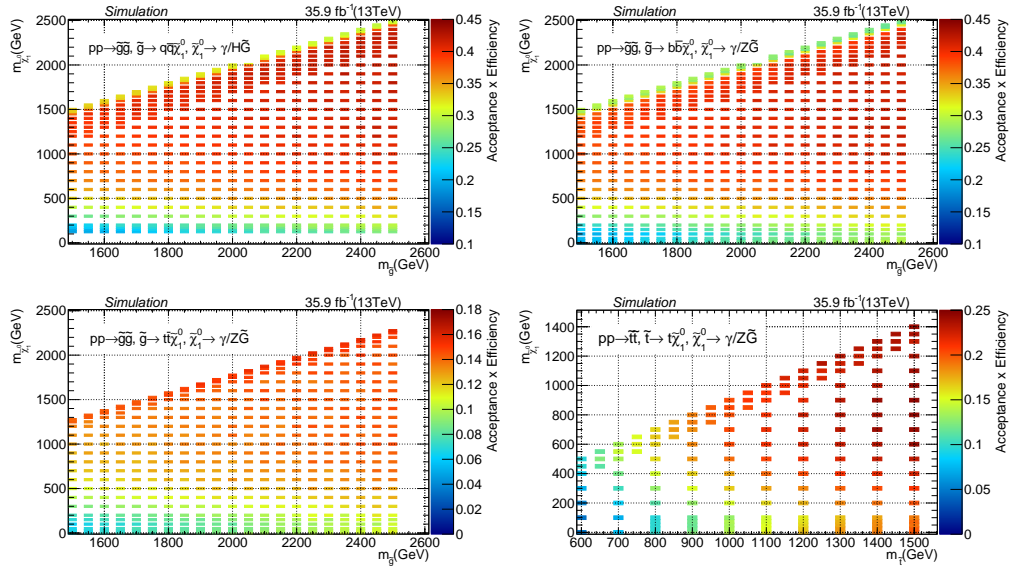 Simulation 35.9 fb⁻¹(13TeV)
pp→g̃g̃, g̃→ qq̅χ̃₁⁰, χ̃₁⁰→ γ/HG̃
m_χ̃₁⁰(GeV)
2500
2000
1500
1000
500
0
1600 1800 2000 2200 2400 2600
m_g̃(GeV)
0.45
0.4
0.35
0.3
0.25
0.2
0.15
0.1
Acceptance x Efficiency
Simulation 35.9 fb⁻¹(13TeV)
pp→g̃g̃, g̃→ bb̅χ̃₁⁰, χ̃₁⁰→ γ/ZG̃
m_χ̃₁⁰(GeV)
2500
2000
1500
1000
500
0
1600 1800 2000 2200 2400 2600
m_g̃(GeV)
0.45
0.4
0.35
0.3
0.25
0.2
0.15
0.1
Acceptance x Efficiency
Simulation 35.9 fb⁻¹(13TeV)
pp→g̃g̃, g̃→ tt̅χ̃₁⁰, χ̃₁⁰→ γ/ZG̃
m_χ̃₁⁰(GeV)
2500
2000
1500
1000
500
0
1600 1800 2000 2200 2400 2600
m_g̃(GeV)
0.18
0.16
0.14
0.12
0.1
0.08
0.06
0.04
0.02
0
Acceptance x Efficiency
Simulation 35.9 fb⁻¹(13TeV)
pp→t̃t̃, t̃→ tχ̃₁⁰, χ̃₁⁰→ γ/ZG̃
m_χ̃₁⁰(GeV)
1400
1200
1000
800
600
400
200
0
600 700 800 900 1000 1100 1200 1300 1400 1500
m_t̃(GeV)
0.25
0.2
0.15
0.1
0.05
0
Acceptance x Efficiency